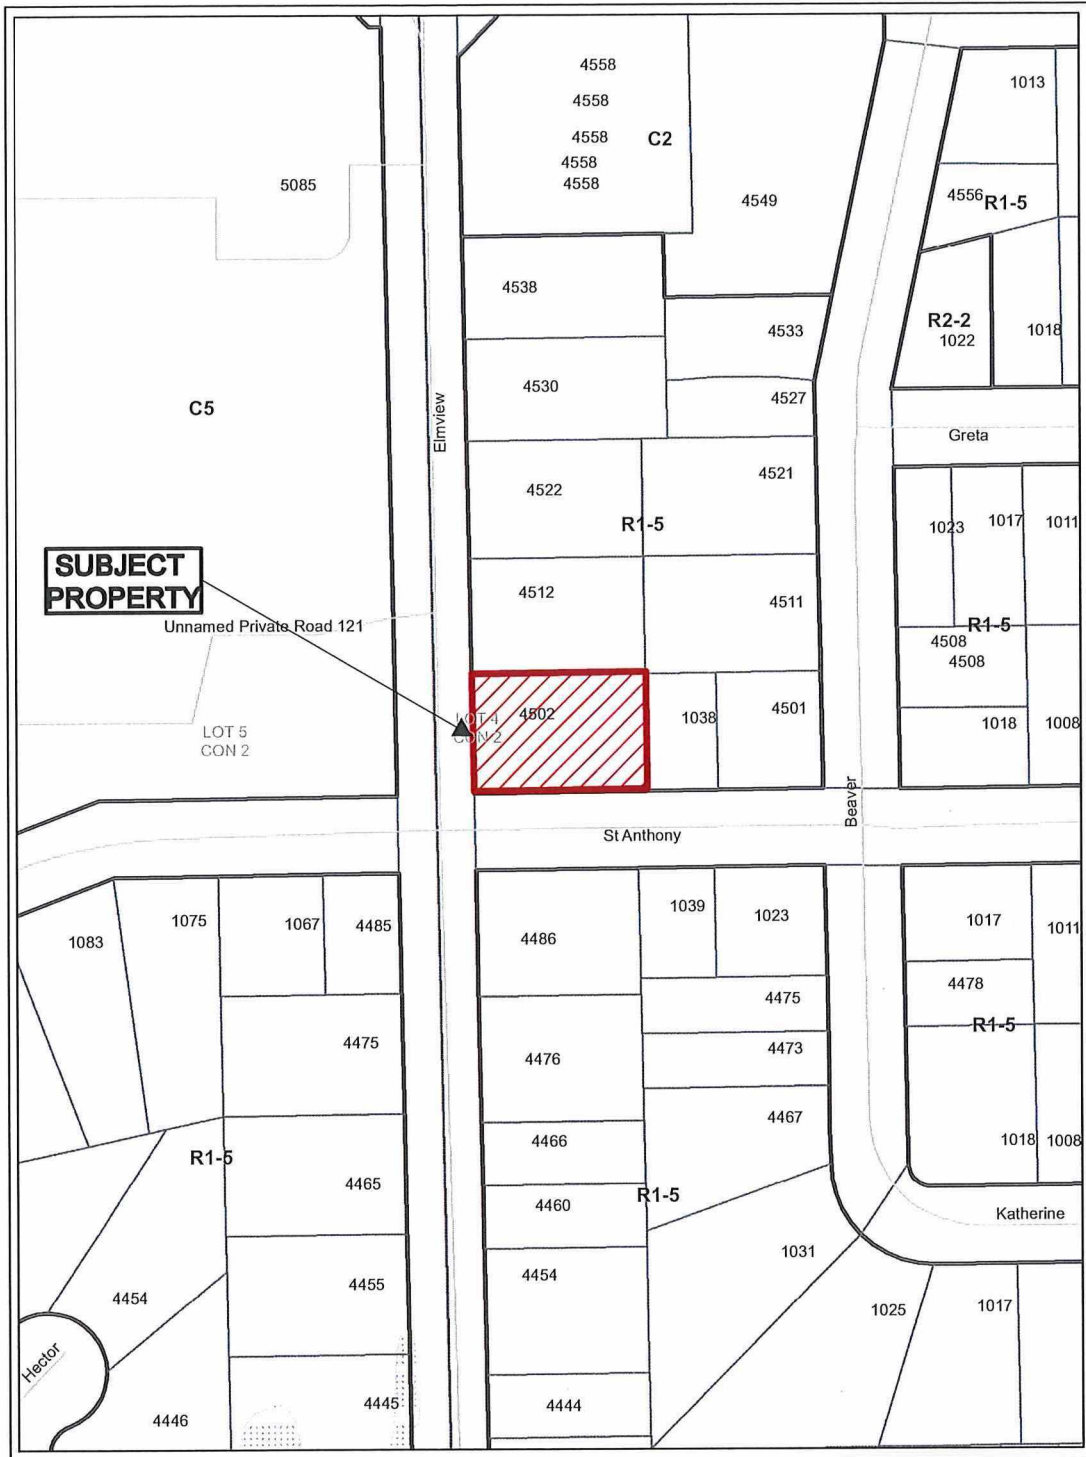 4558
4558
4558
4558
4558
C2
5085
4549
1013
4556
R1-5
4538
4533
R2-2
1022
1018
4530
4527
C5
Elmview
Greta
4522
4521
R1-5
1023
1017
1011
SUBJECT
PROPERTY
4512
4511
Unnamed Private Road 121
R1-5
4508
4508
4502
LOT 4
CON 2
1038
4501
1018
1008
LOT 5
CON 2
Beaver
St Anthony
1083
1075
1067
4485
4486
1039
1023
1017
1011
4475
4478
4475
4476
4473
R1-5
4467
4466
1018
1008
R1-5
4465
4460
R1-5
Katherine
4454
4455
4454
1031
1025
1017
Hector
4446
4445
4444